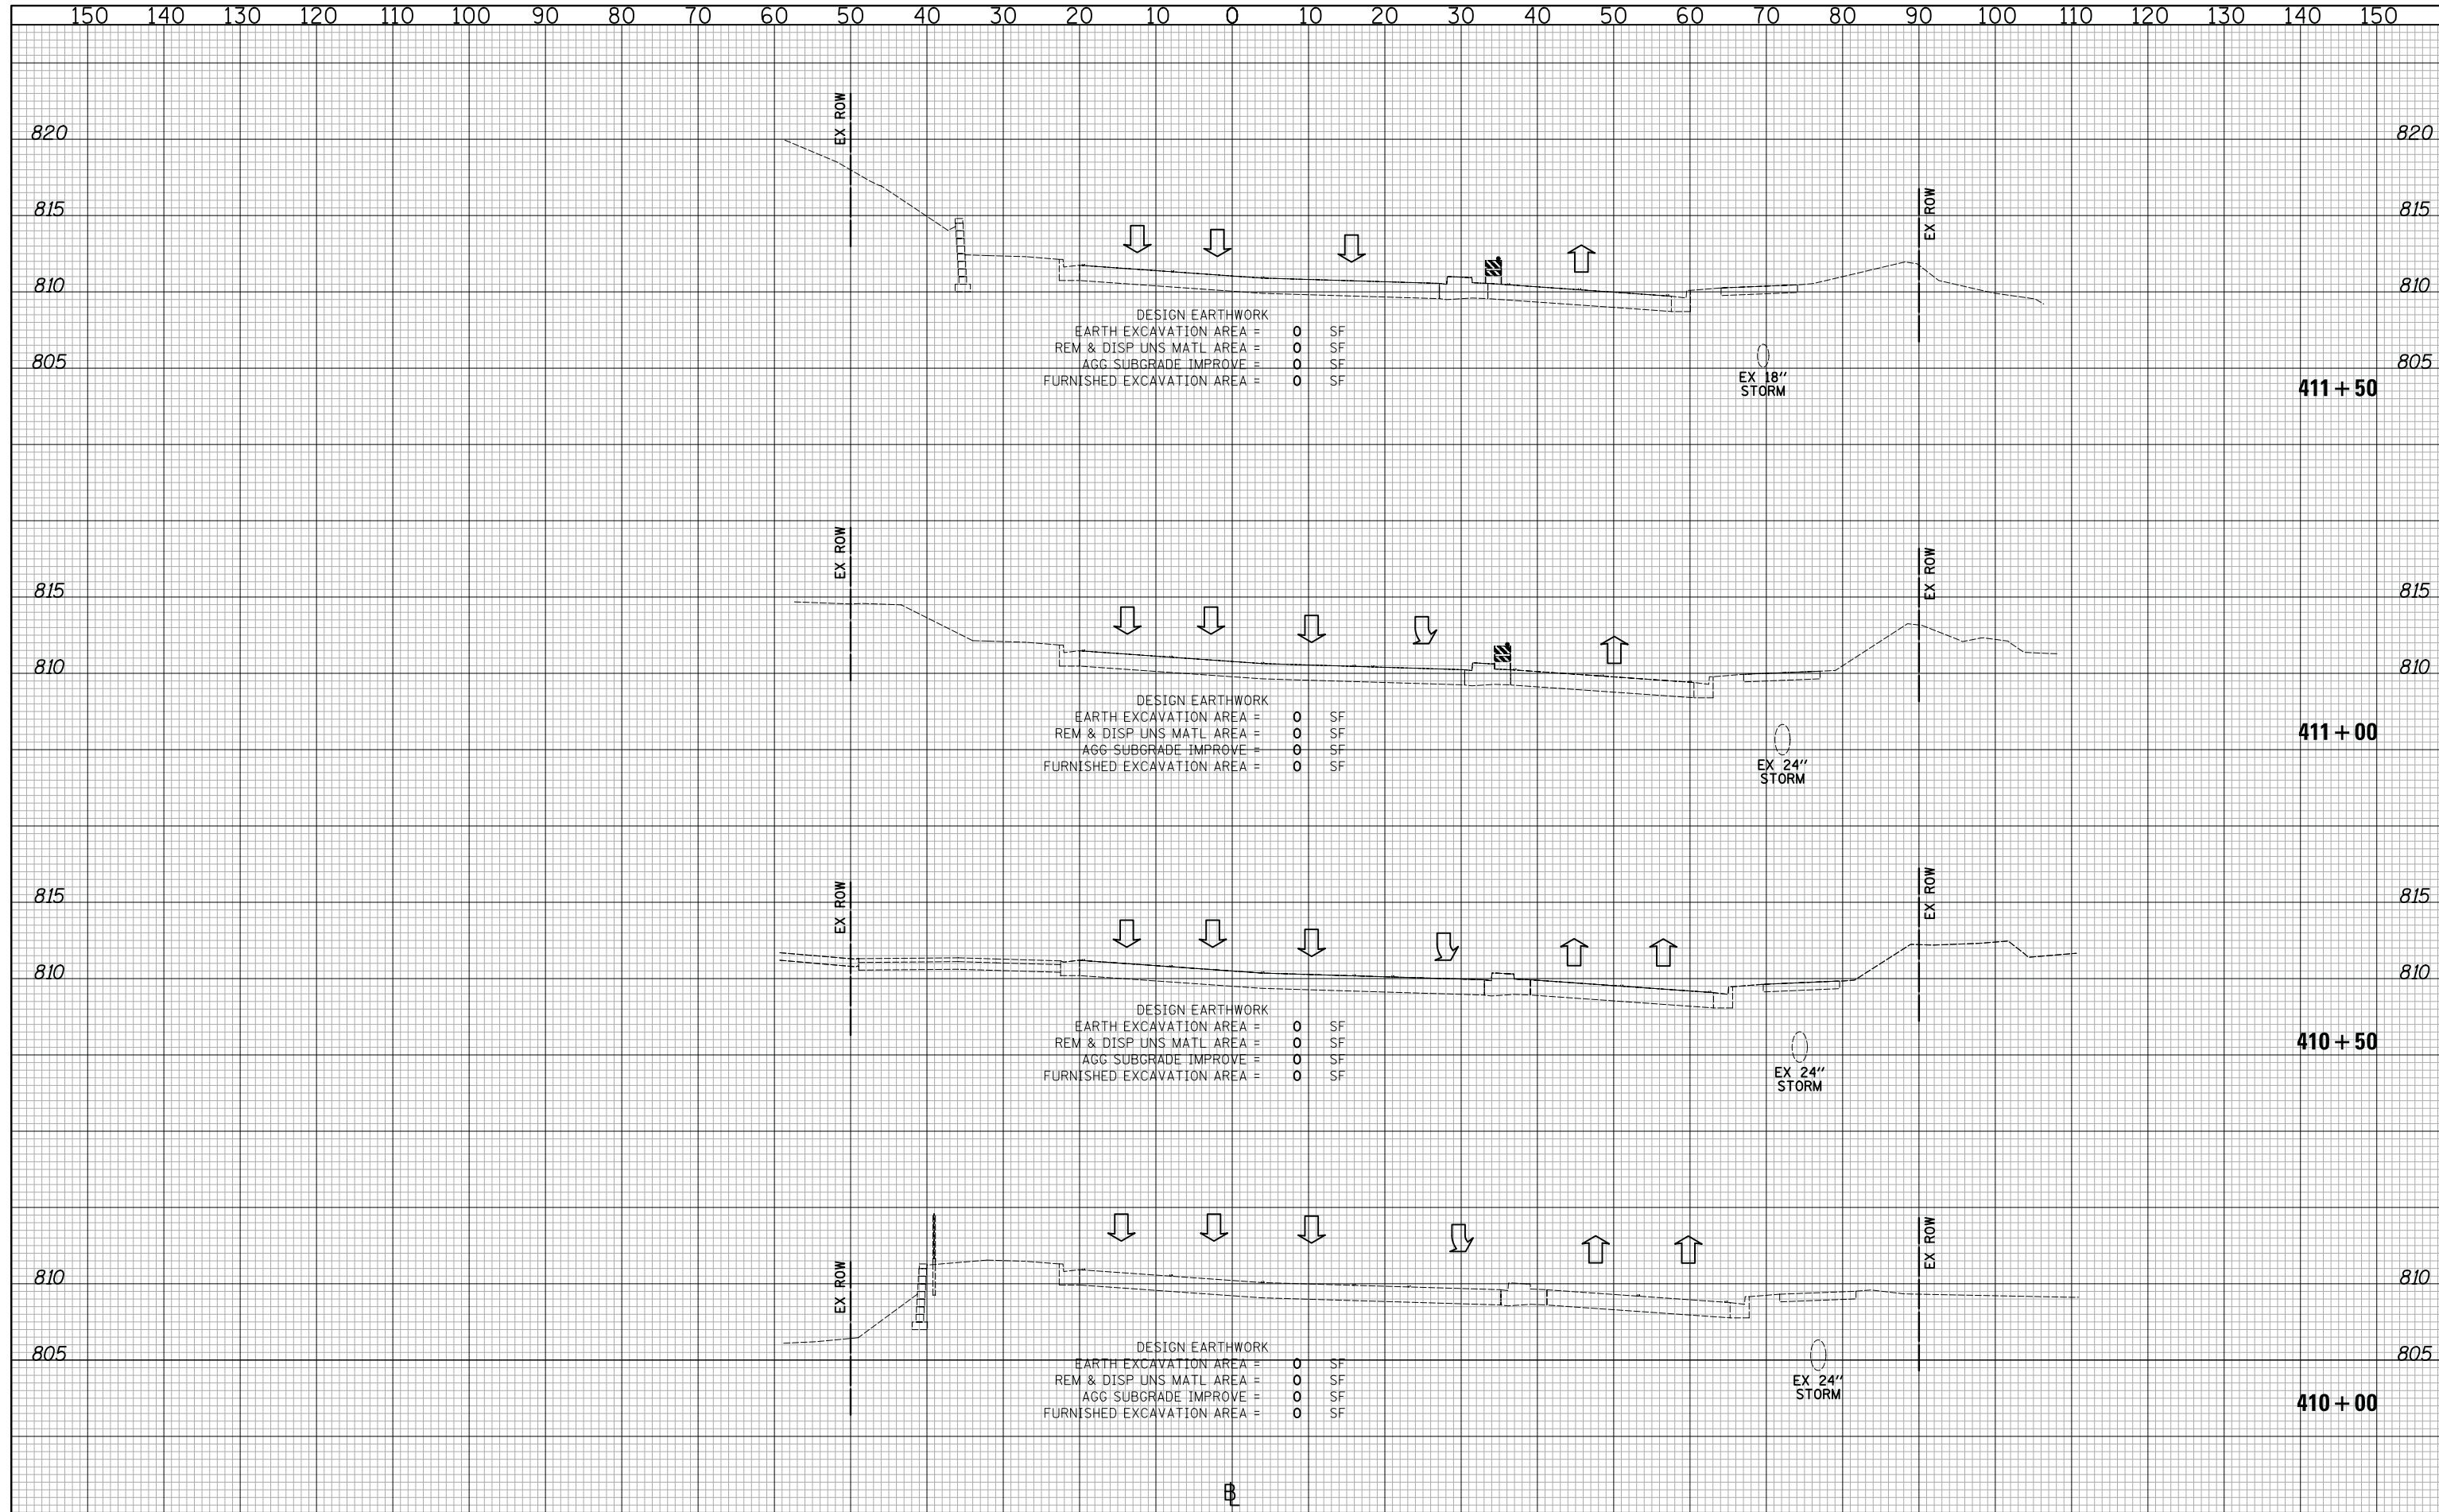 150 140 130 120 110 100 90 80 70 60 50 40 30 20 10 0 10 20 30 40 50 60 70 80 90 100 110 120 130 140 150
EX ROW
820 820
EX ROW
815 815
810 810
DESIGN EARTHWORK
EARTH EXCAVATION AREA = 0 SF
REM & DISP UNS MATL AREA = 0 SF
AGG SUBGRADE IMPROVE = 0 SF
FURNISHED EXCAVATION AREA = 0 SF
805 805
EX 18"
STORM
411+50
EX ROW
EX ROW
815 815
810 810
DESIGN EARTHWORK
EARTH EXCAVATION AREA = 0 SF
REM & DISP UNS MATL AREA = 0 SF
AGG SUBGRADE IMPROVE = 0 SF
FURNISHED EXCAVATION AREA = 0 SF
411+00
EX 24"
STORM
EX ROW
EX ROW
815 815
810 810
DESIGN EARTHWORK
EARTH EXCAVATION AREA = 0 SF
REM & DISP UNS MATL AREA = 0 SF
AGG SUBGRADE IMPROVE = 0 SF
FURNISHED EXCAVATION AREA = 0 SF
410+50
EX 24"
STORM
EX ROW
EX ROW
810 810
DESIGN EARTHWORK
805 805
EARTH EXCAVATION AREA = 0 SF
REM & DISP UNS MATL AREA = 0 SF
AGG SUBGRADE IMPROVE = 0 SF
FURNISHED EXCAVATION AREA = 0 SF
EX 24"
STORM
410+00
BL